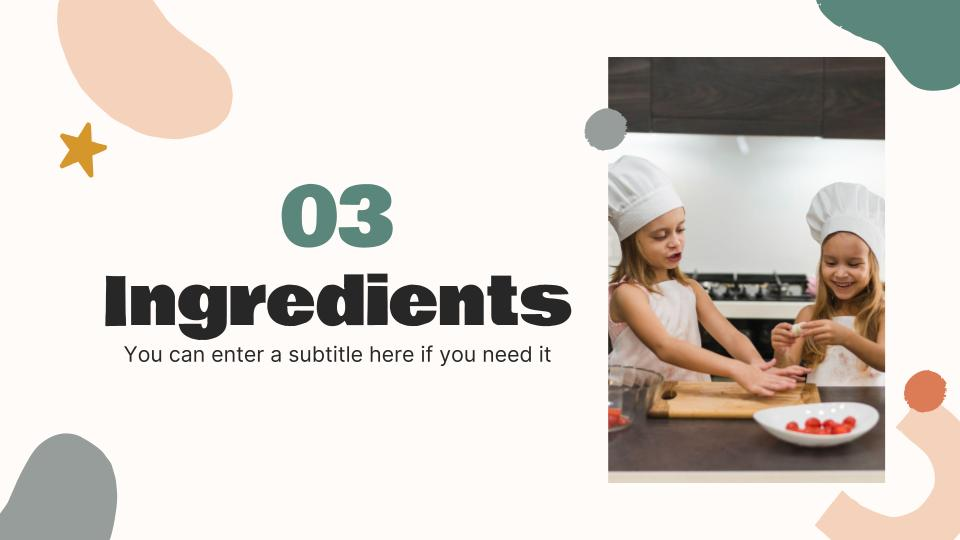 03
Ingredients
You can enter a subtitle here if you need it